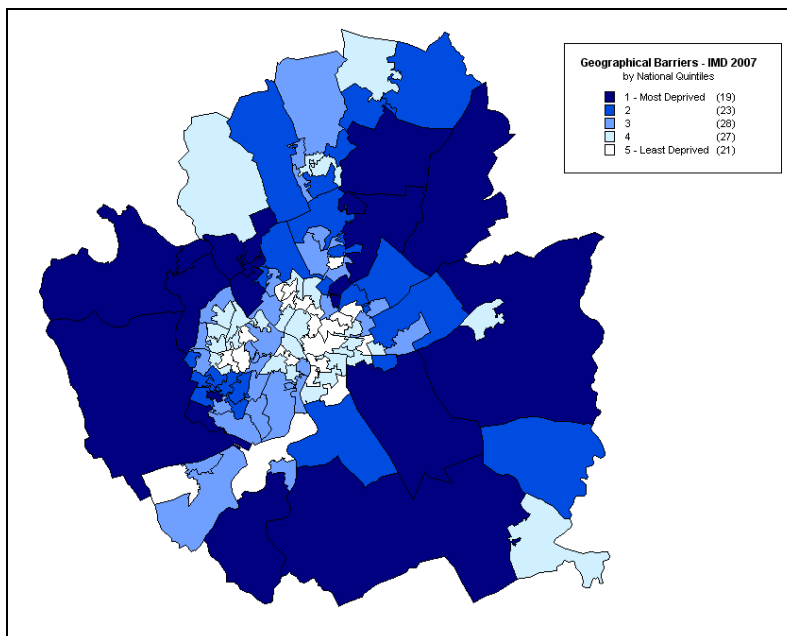 Geographical Barriers - IMD 2007
by National Quintiles
1 - Most Deprived (19)
2 (23)
3 (28)
4 (27)
5 - Least Deprived (21)